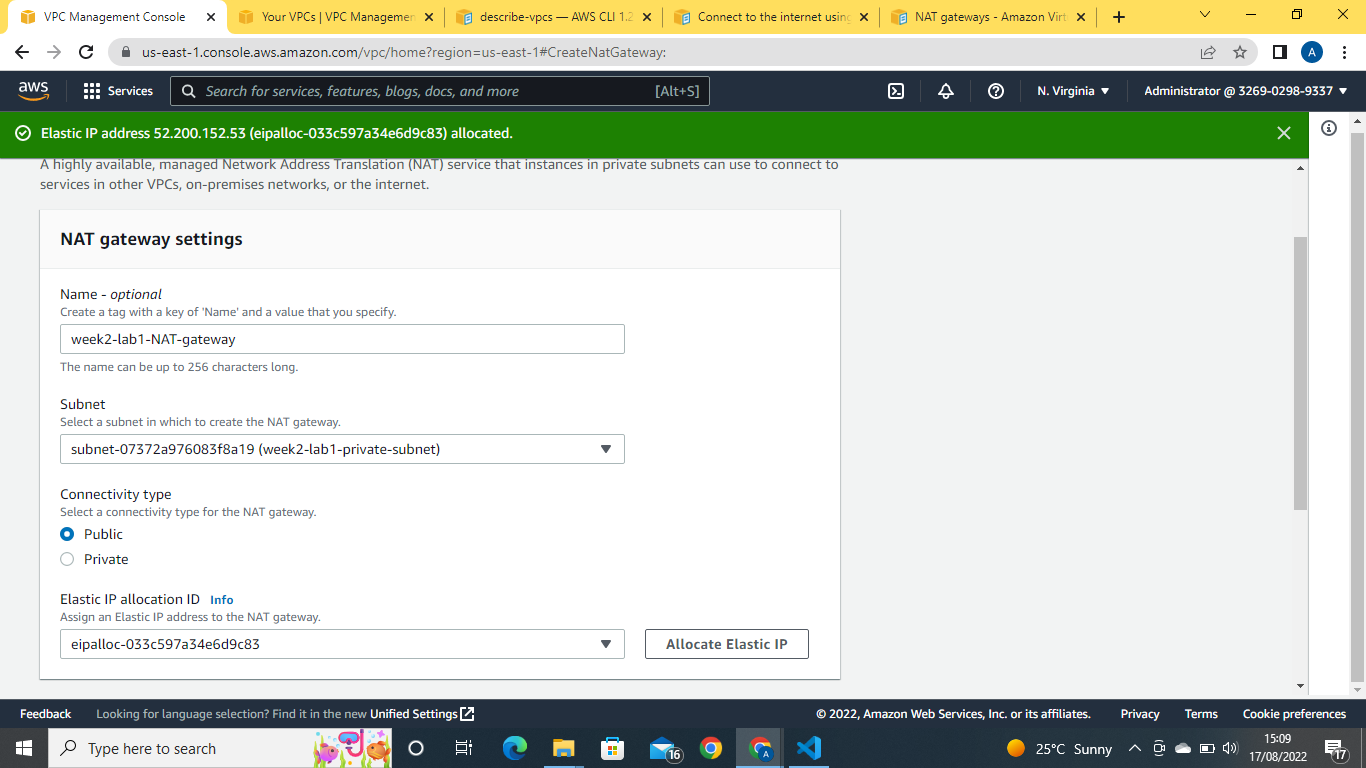 VPC Management Console
Your VPCs | VPC Managemen
describe-vpcs — AWS CLI 1.2
Connect to the internet using
NAT gateways - Amazon Virt
us-east-1.console.aws.amazon.com/vpc/home?region=us-east-1#CreateNatGateway:
A
aws
Services
Search for services, features, blogs, docs, and more
[Alt+S]
N. Virginia
Administrator @ 3269-0298-9337
Elastic IP address 52.200.152.53 (eipalloc-033c597a34e6d9c83) allocated.
A highly available, managed Network Address Translation (NAT) service that instances in private subnets can use to connect to
services in other VPCs, on-premises networks, or the internet.
NAT gateway settings
Name - optional
Create a tag with a key of 'Name' and a value that you specify.
week2-lab1-NAT-gateway
The name can be up to 256 characters long.
Subnet
Select a subnet in which to create the NAT gateway.
subnet-07372a976083f8a19 (week2-lab1-private-subnet)
Connectivity type
Select a connectivity type for the NAT gateway.
Public
Private
Elastic IP allocation ID Info
Assign an Elastic IP address to the NAT gateway.
eipalloc-033c597a34e6d9c83
Allocate Elastic IP
Feedback
Looking for language selection? Find it in the new Unified Settings
© 2022, Amazon Web Services, Inc. or its affiliates.
Privacy
Terms
Cookie preferences
Type here to search
16
A
25°C Sunny
15:09
17/08/2022
17